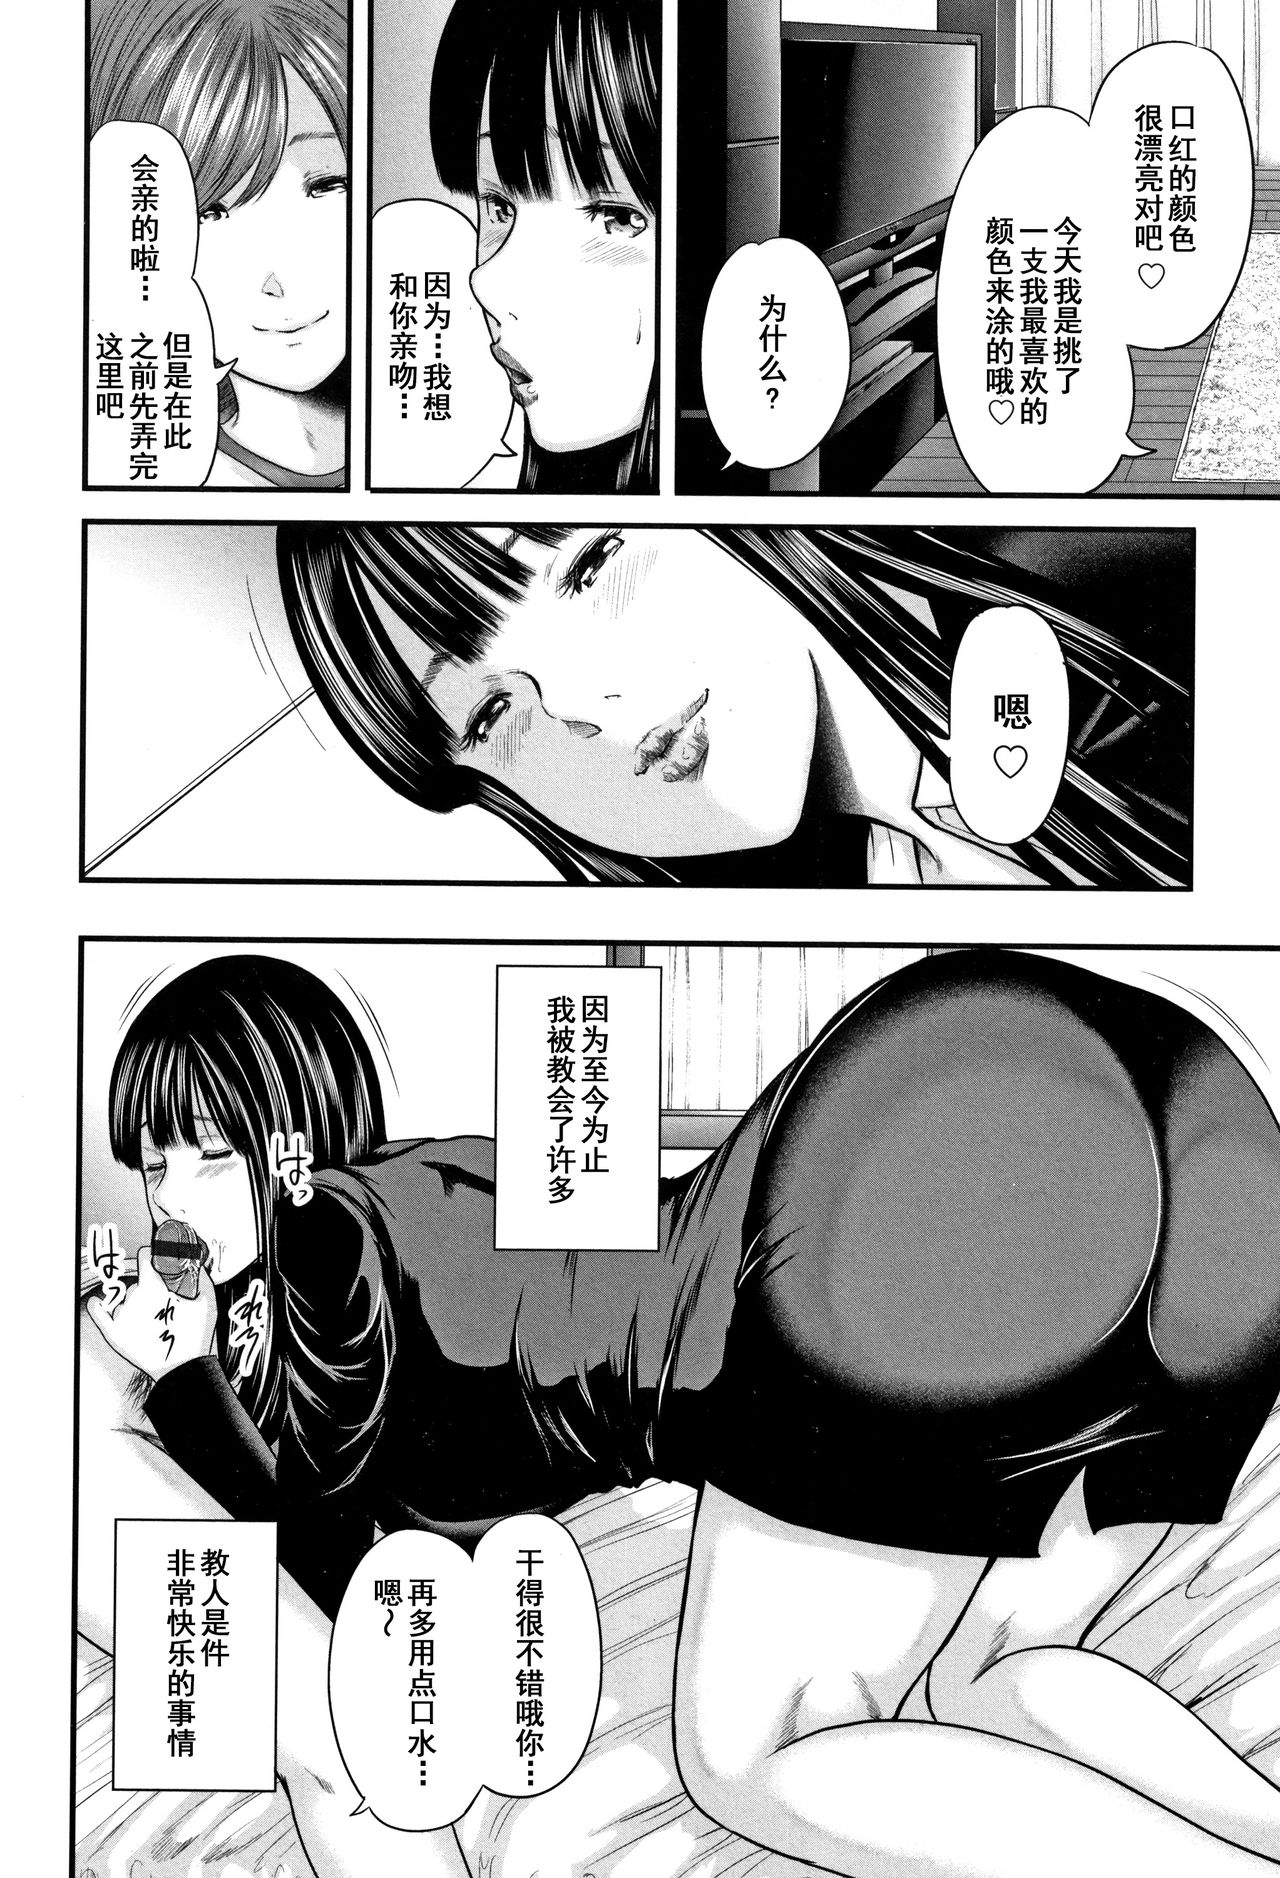 口红的颜色
很漂亮对吧♡
今天我是挑了
一支我最喜欢的
颜色来涂的哦♡
为什么？
因为…我想
和你亲吻…
会亲的啦…
但是在此
之前先弄完
这里吧
嗯♡
因为至今为止
我被教会了许多
はっ
はっ
れろ
れろ
干得很不错哦你…
再多用点口水…
嗯～
教人是件
非常快乐的事情